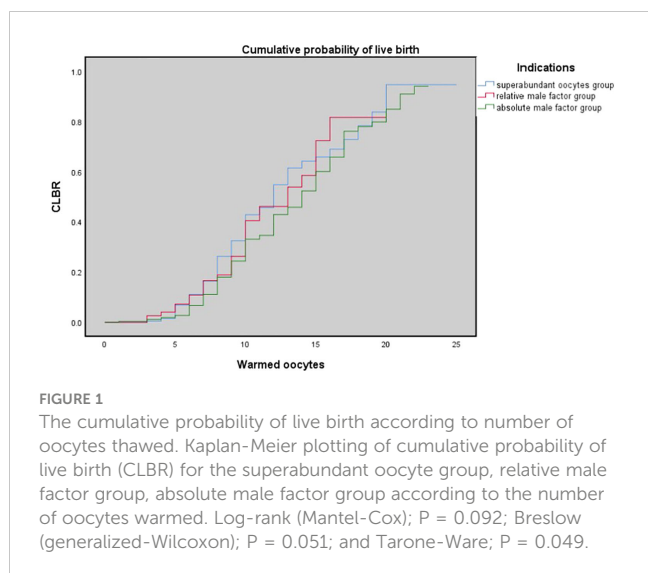 Cumulative probability of live birth
Indications
superabundant oocytes group
relative male factor group
absolute male factor group
1.0
0.8
0.6
0.4
0.2
0.0
CLBR
0 5 10 15 20 25
Warmed oocytes
FIGURE 1
The cumulative probability of live birth according to number of
oocytes thawed. Kaplan-Meier plotting of cumulative probability of
live birth (CLBR) for the superabundant oocyte group, relative male
factor group, absolute male factor group according to the number
of oocytes warmed. Log-rank (Mantel-Cox); P = 0.092; Breslow
(generalized-Wilcoxon); P = 0.051; and Tarone-Ware; P = 0.049.